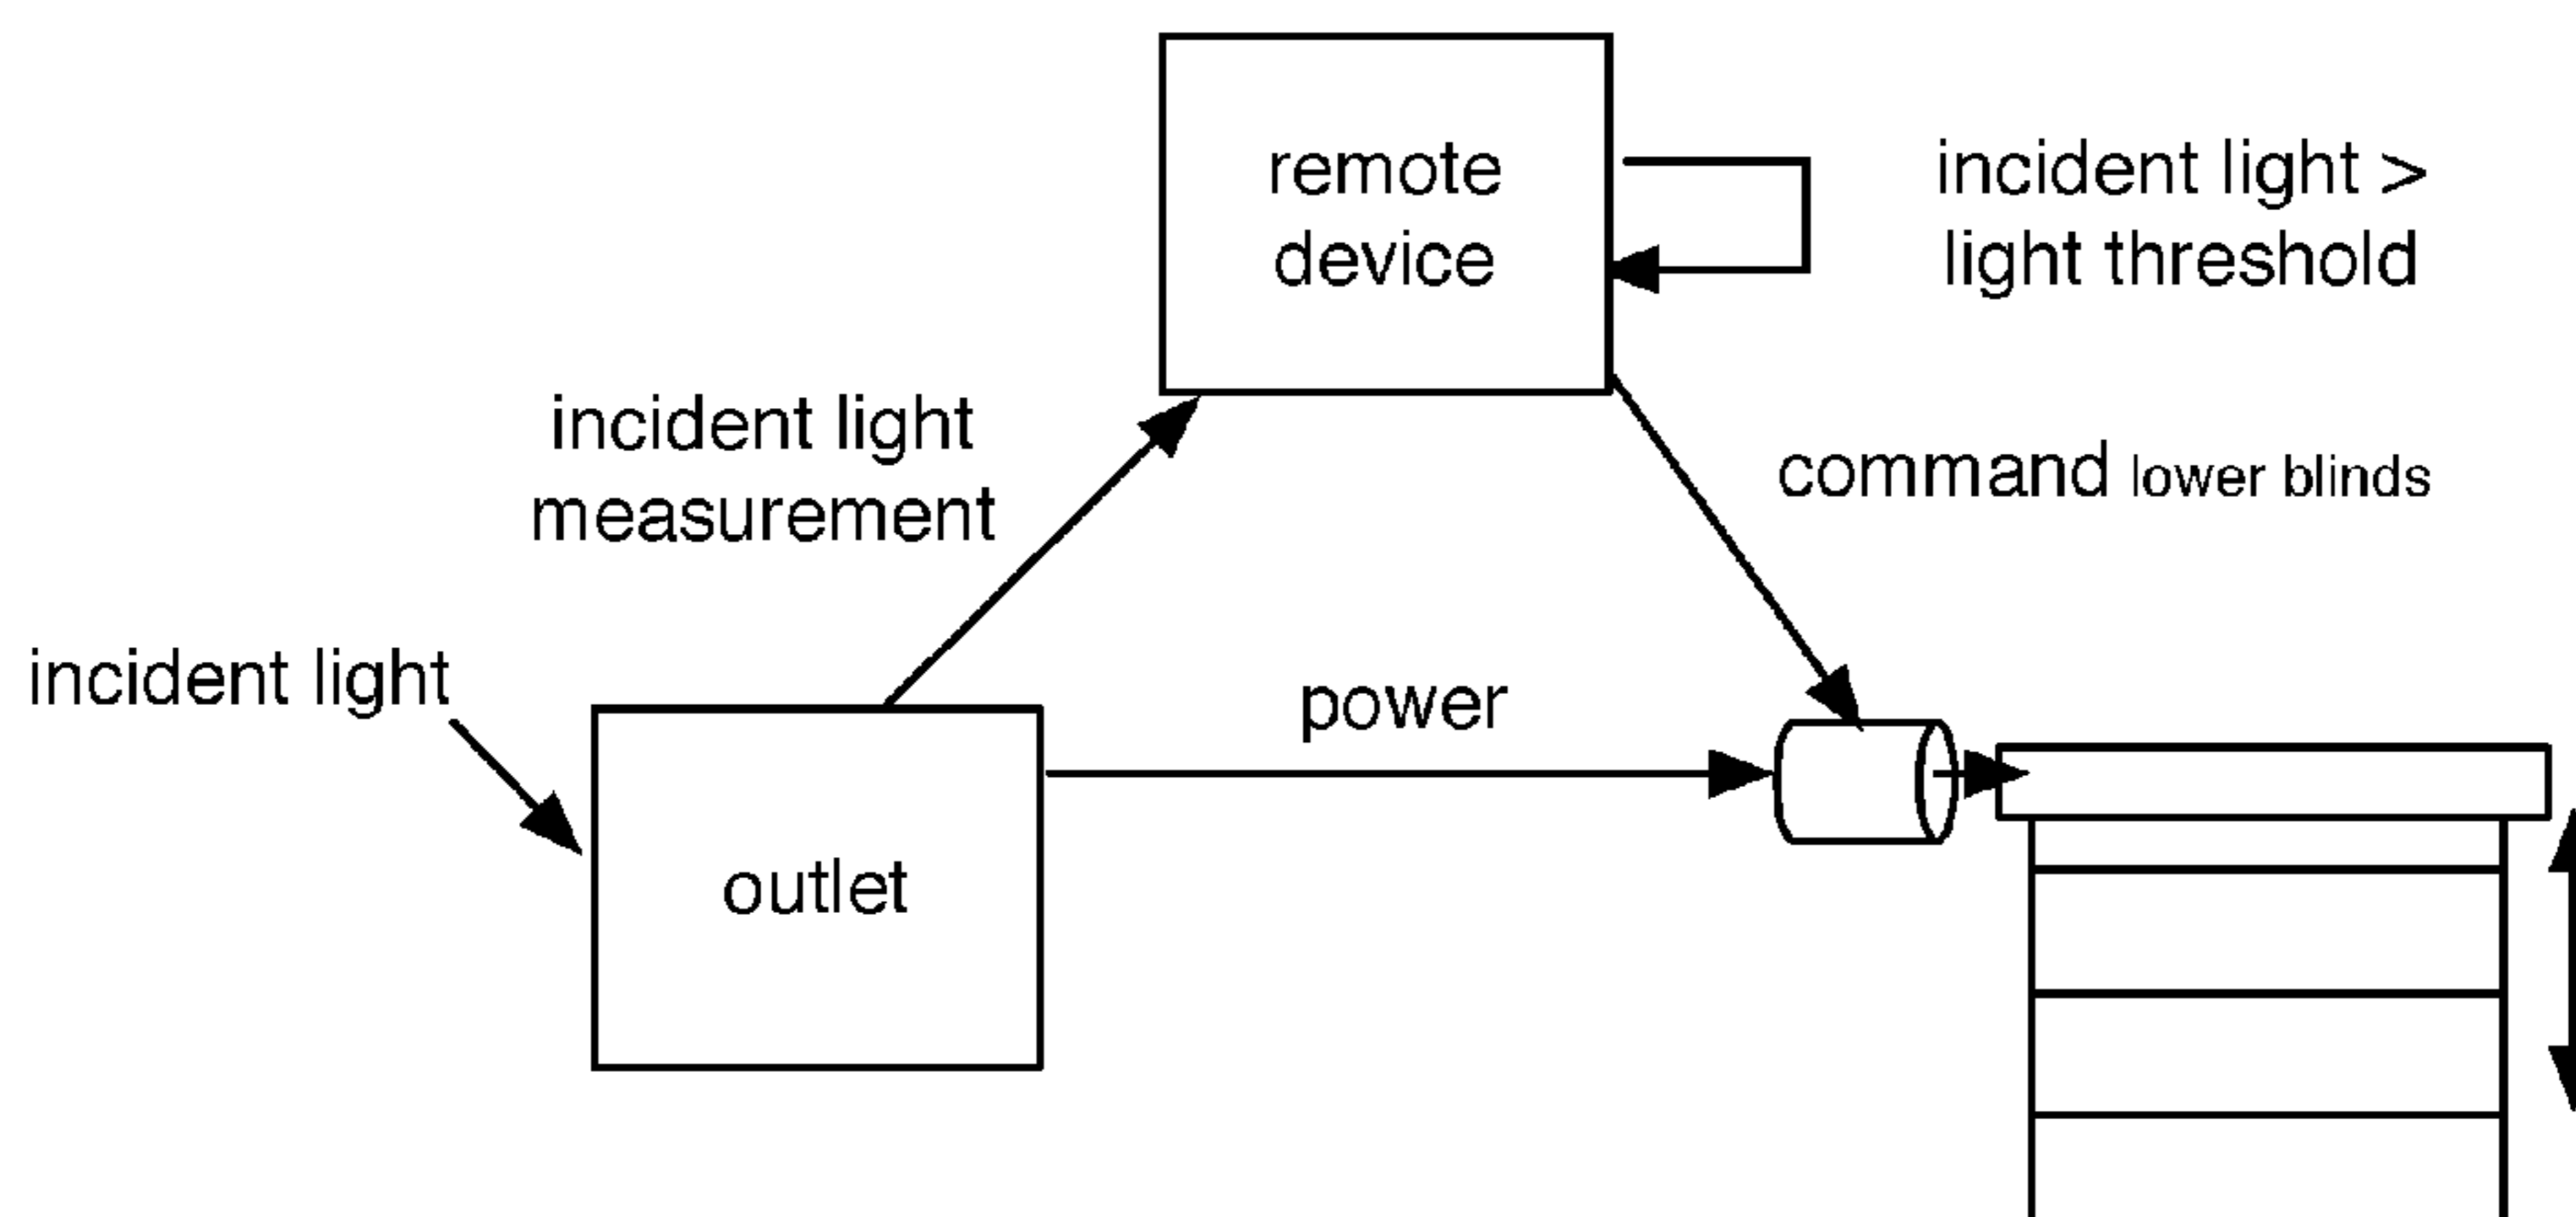 remote
device
incident light >
light threshold
incident light
measurement
command lower blinds
incident light
power
outlet